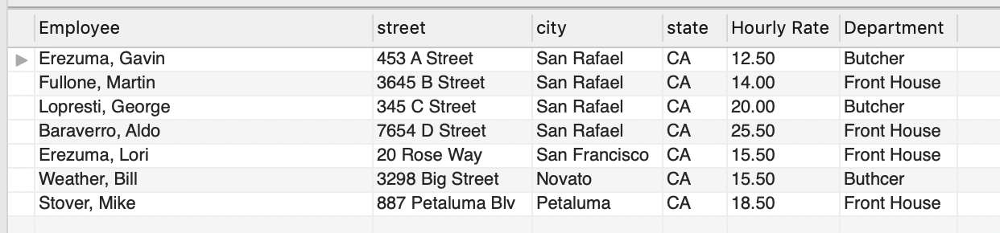 Employee street city state Hourly Rate Department
Erezuma, Gavin 453 A Street San Rafael CA 12.50 Butcher
Fullone, Martin 3645 B Street San Rafael CA 14.00 Front House
Lopresti, George 345 C Street San Rafael CA 20.00 Butcher
Baraverro, Aldo 7654 D Street San Rafael CA 25.50 Front House
Erezuma, Lori 20 Rose Way San Francisco CA 15.50 Front House
Weather, Bill 3298 Big Street Novato CA 15.50 Buthcer
Stover, Mike 887 Petaluma Blv Petaluma CA 18.50 Front House